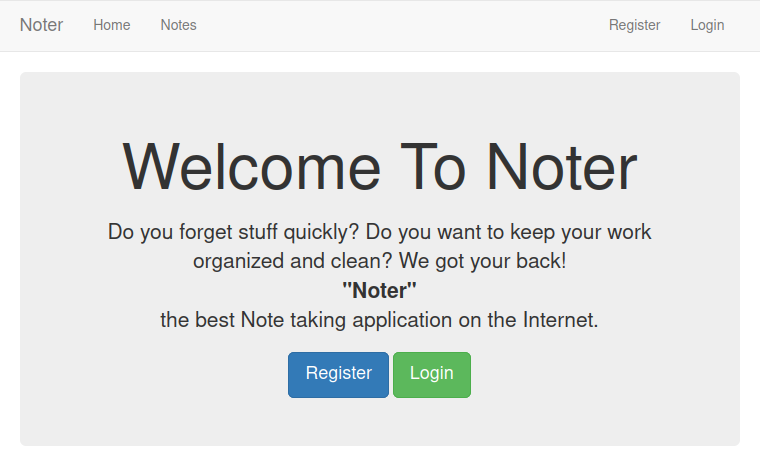 Noter Home Notes Register Login
Welcome To Noter
Do you forget stuff quickly? Do you want to keep your work
organized and clean? We got your back!
"Noter"
the best Note taking application on the Internet.
Register Login